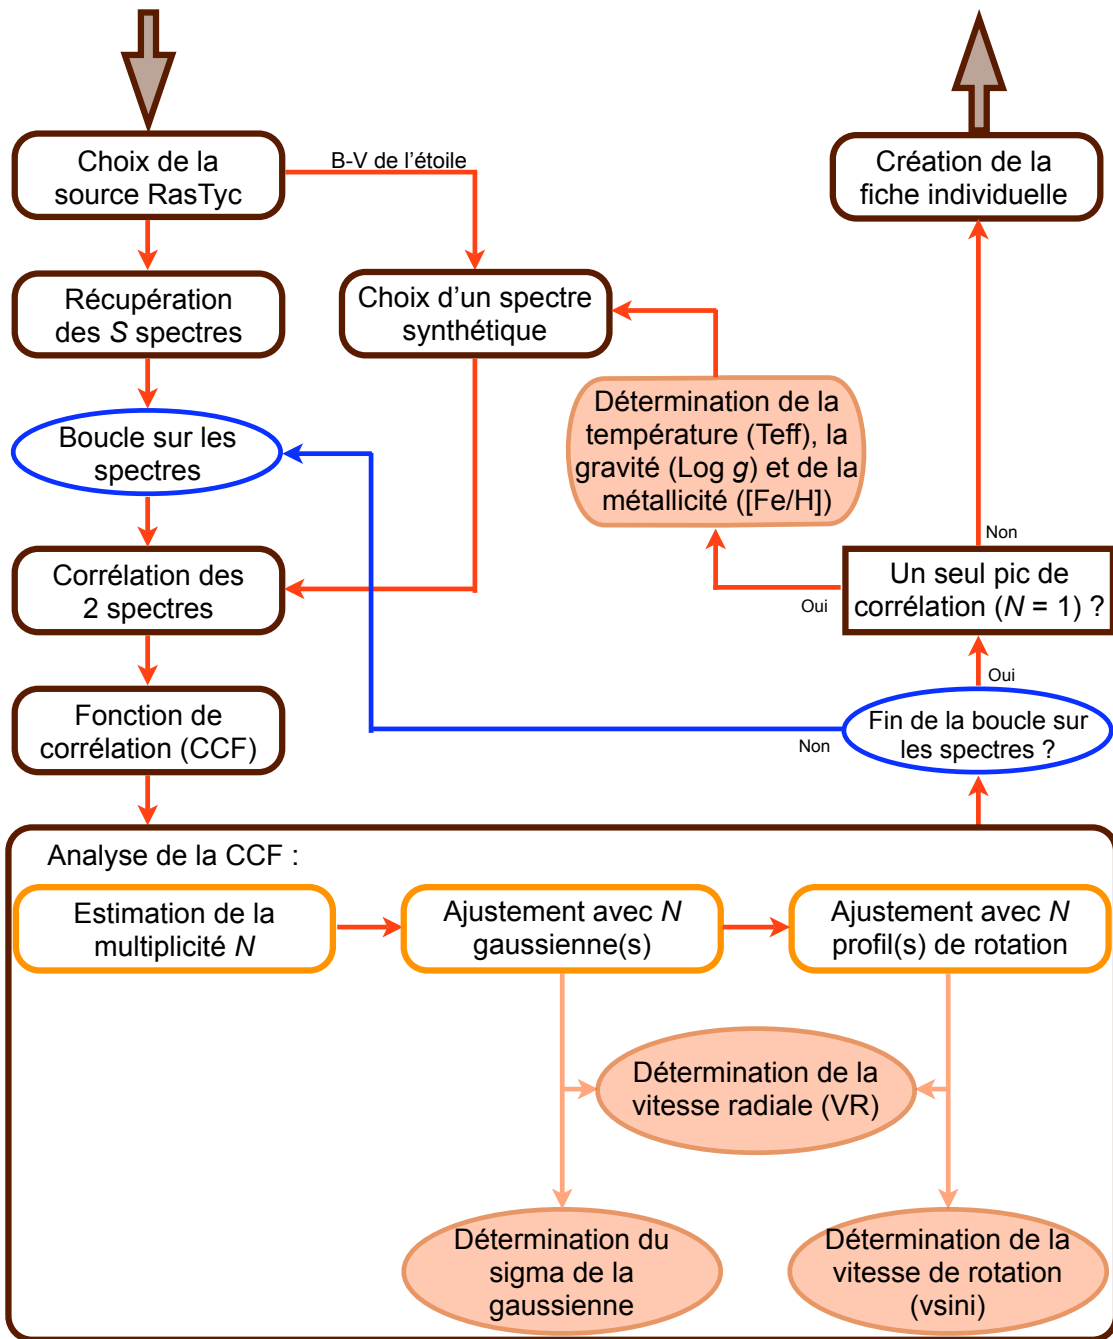 Choix de la
source RasTyc
B-V de l'étoile
Création de la
fiche individuelle
Récupération
des S spectres
Choix d'un spectre
synthétique
Boucle sur les
spectres
Détermination de la
température (Teff), la
gravité (Log g) et de la
métallicité ([Fe/H])
Corrélation des
2 spectres
Non
Un seul pic de
corrélation (N = 1) ?
Oui
Oui
Fonction de
corrélation (CCF)
Fin de la boucle sur
les spectres ?
Non
Analyse de la CCF :
Estimation de la
multiplicité N
Ajustement avec N
gaussienne(s)
Ajustement avec N
profil(s) de rotation
Détermination de la
vitesse radiale (VR)
Détermination du
sigma de la
gaussienne
Détermination de la
vitesse de rotation
(vsini)